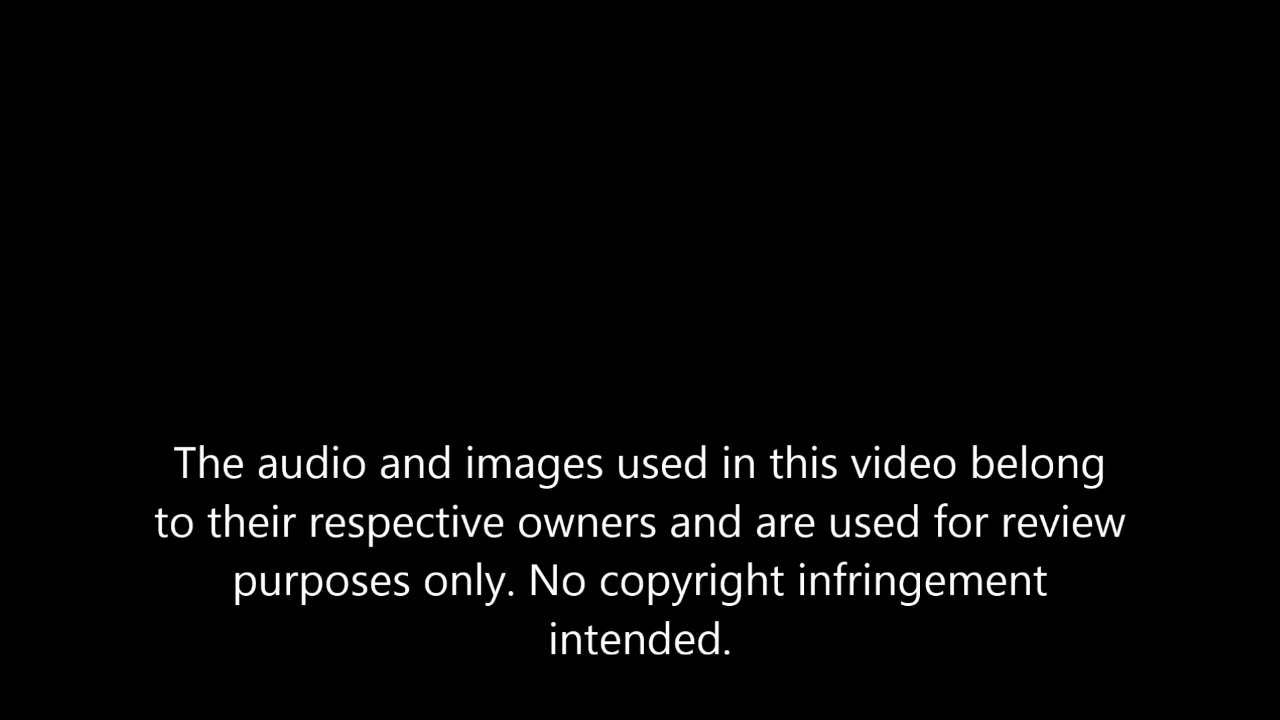 The audio and images used in this video belong
to their respective owners and are used for review
purposes only. No copyright infringement
intended.